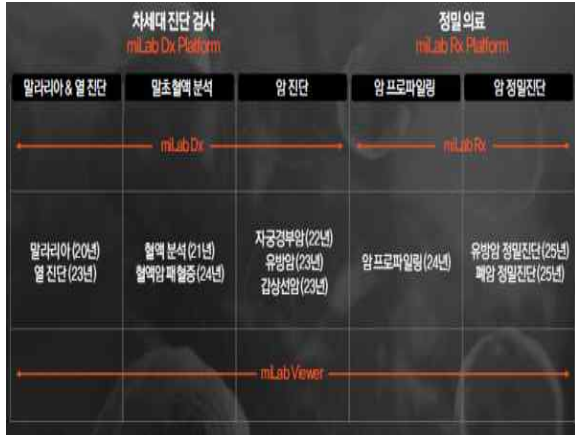 차세대 진단 검사
miLab Dx Platform
정밀 의료
miLab Rx Platform
말라리아 & 열 진단
말초혈액 분석
암 진단
암 프로파일링
암 정밀진단
miLab Dx
miLab Rx
말라리아 (20년)
열 진단 (23년)
혈액 분석 (21년)
혈액암 패혈증 (24년)
자궁경부암 (22년)
유방암 (23년)
갑상선암 (23년)
암 프로파일링 (24년)
유방암 정밀진단 (25년)
폐암 정밀진단 (25년)
miLab Viewer